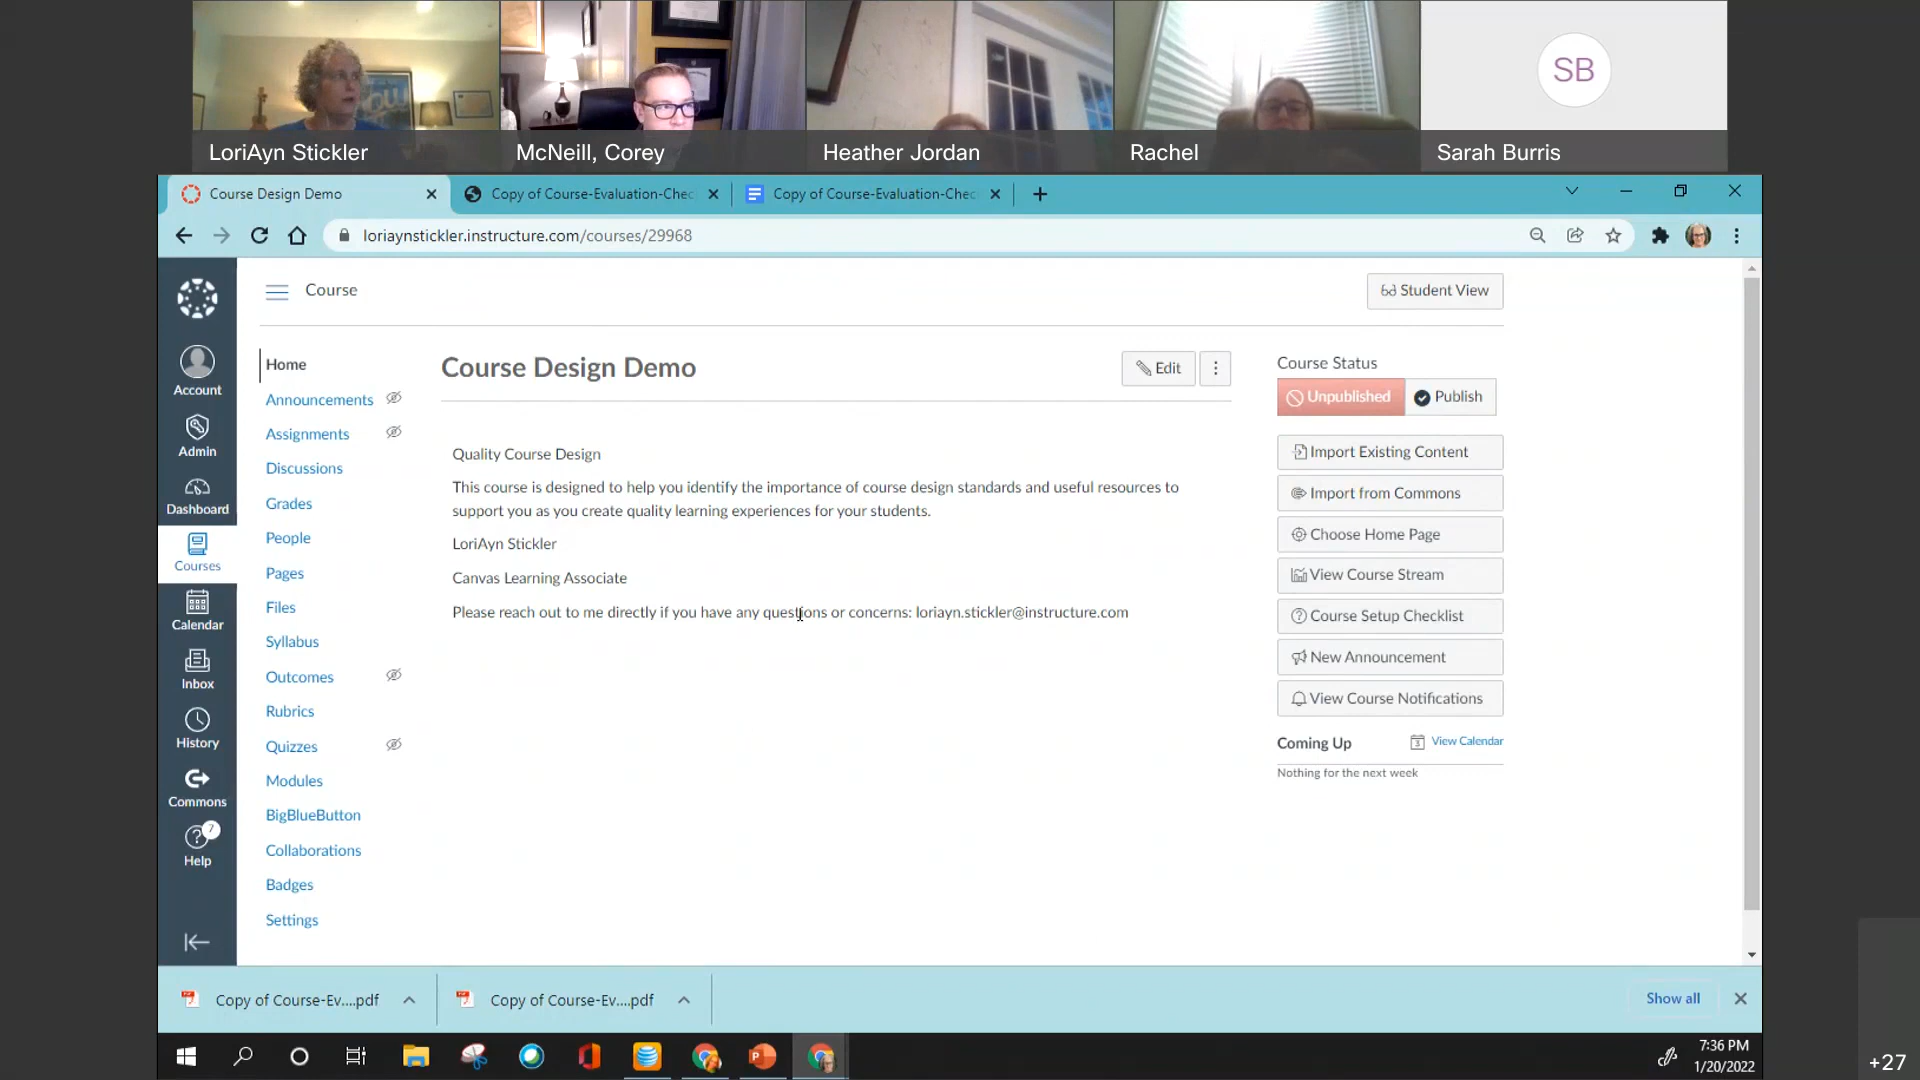 SB
LoriAyn Stickler
McNeill, Corey
Heather Jordan
Rachel
Sarah Burris
Course Design Demo
Copy of Course-Evaluation-Chec
Copy of Course-Evaluation-Chec
loriaynstickler.instructure.com/courses/29968
Course
Student View
Account
Admin
Dashboard
Courses
Calendar
Inbox
History
Commons
7
Help
Home
Announcements
Assignments
Discussions
Grades
People
Pages
Files
Syllabus
Outcomes
Rubrics
Quizzes
Modules
BigBlueButton
Collaborations
Badges
Settings
Course Design Demo
Edit
Quality Course Design
This course is designed to help you identify the importance of course design standards and useful resources to
support you as you create quality learning experiences for your students.
LoriAyn Stickler
Canvas Learning Associate
Please reach out to me directly if you have any questions or concerns: loriayn.stickler@instructure.com
Course Status
Unpublished
Publish
Import Existing Content
Import from Commons
Choose Home Page
View Course Stream
Course Setup Checklist
New Announcement
View Course Notifications
Coming Up
3
View Calendar
Nothing for the next week
Copy of Course-Ev....pdf
Copy of Course-Ev....pdf
Show all
7:36 PM
1/20/2022
+27